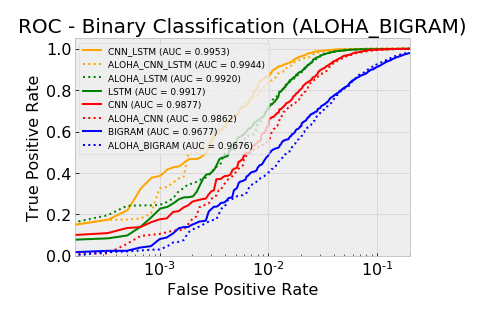 ROC - Binary Classification (ALOHA_BIGRAM)
1.0
0.8
0.6
0.4
0.2
0.0
True Positive Rate
CNN_LSTM (AUC = 0.9953)
ALOHA_CNN_LSTM (AUC = 0.9944)
ALOHA_LSTM (AUC = 0.9920)
LSTM (AUC = 0.9917)
CNN (AUC = 0.9877)
ALOHA_CNN (AUC = 0.9862)
BIGRAM (AUC = 0.9677)
ALOHA_BIGRAM (AUC = 0.9676)
10⁻³ 10⁻² 10⁻¹
False Positive Rate